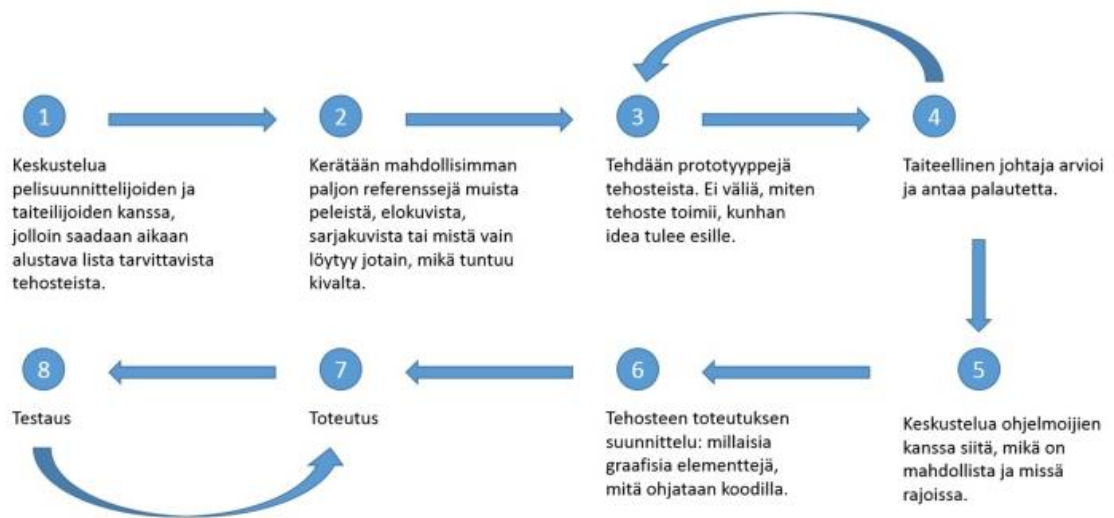 1
Keskustelua
pelisuunnittelijoiden ja
taiteilijoiden kanssa,
jolloin saadaan aikaan
alustava lista tarvittavista
tehosteista.
2
Kerätään mahdollisimman
paljon referenssejä muista
peleistä, elokuvista,
sarjakuvista tai mistä vain
löytyy jotain, mikä tuntuu
kivalta.
3
Tehdään prototyyppejä
tehosteista. Ei väliä, miten
tehoste toimii, kunhan
idea tulee esille.
4
Taiteellinen johtaja arvioi
ja antaa palautetta.
5
Keskustelua ohjelmoijien
kanssa siitä, mikä on
mahdollista ja missä
rajoissa.
6
Tehosteen toteutuksen
suunnittelu: millaisia
graafisia elementtejä,
mitä ohjataan koodilla.
7
Toteutus
8
Testaus